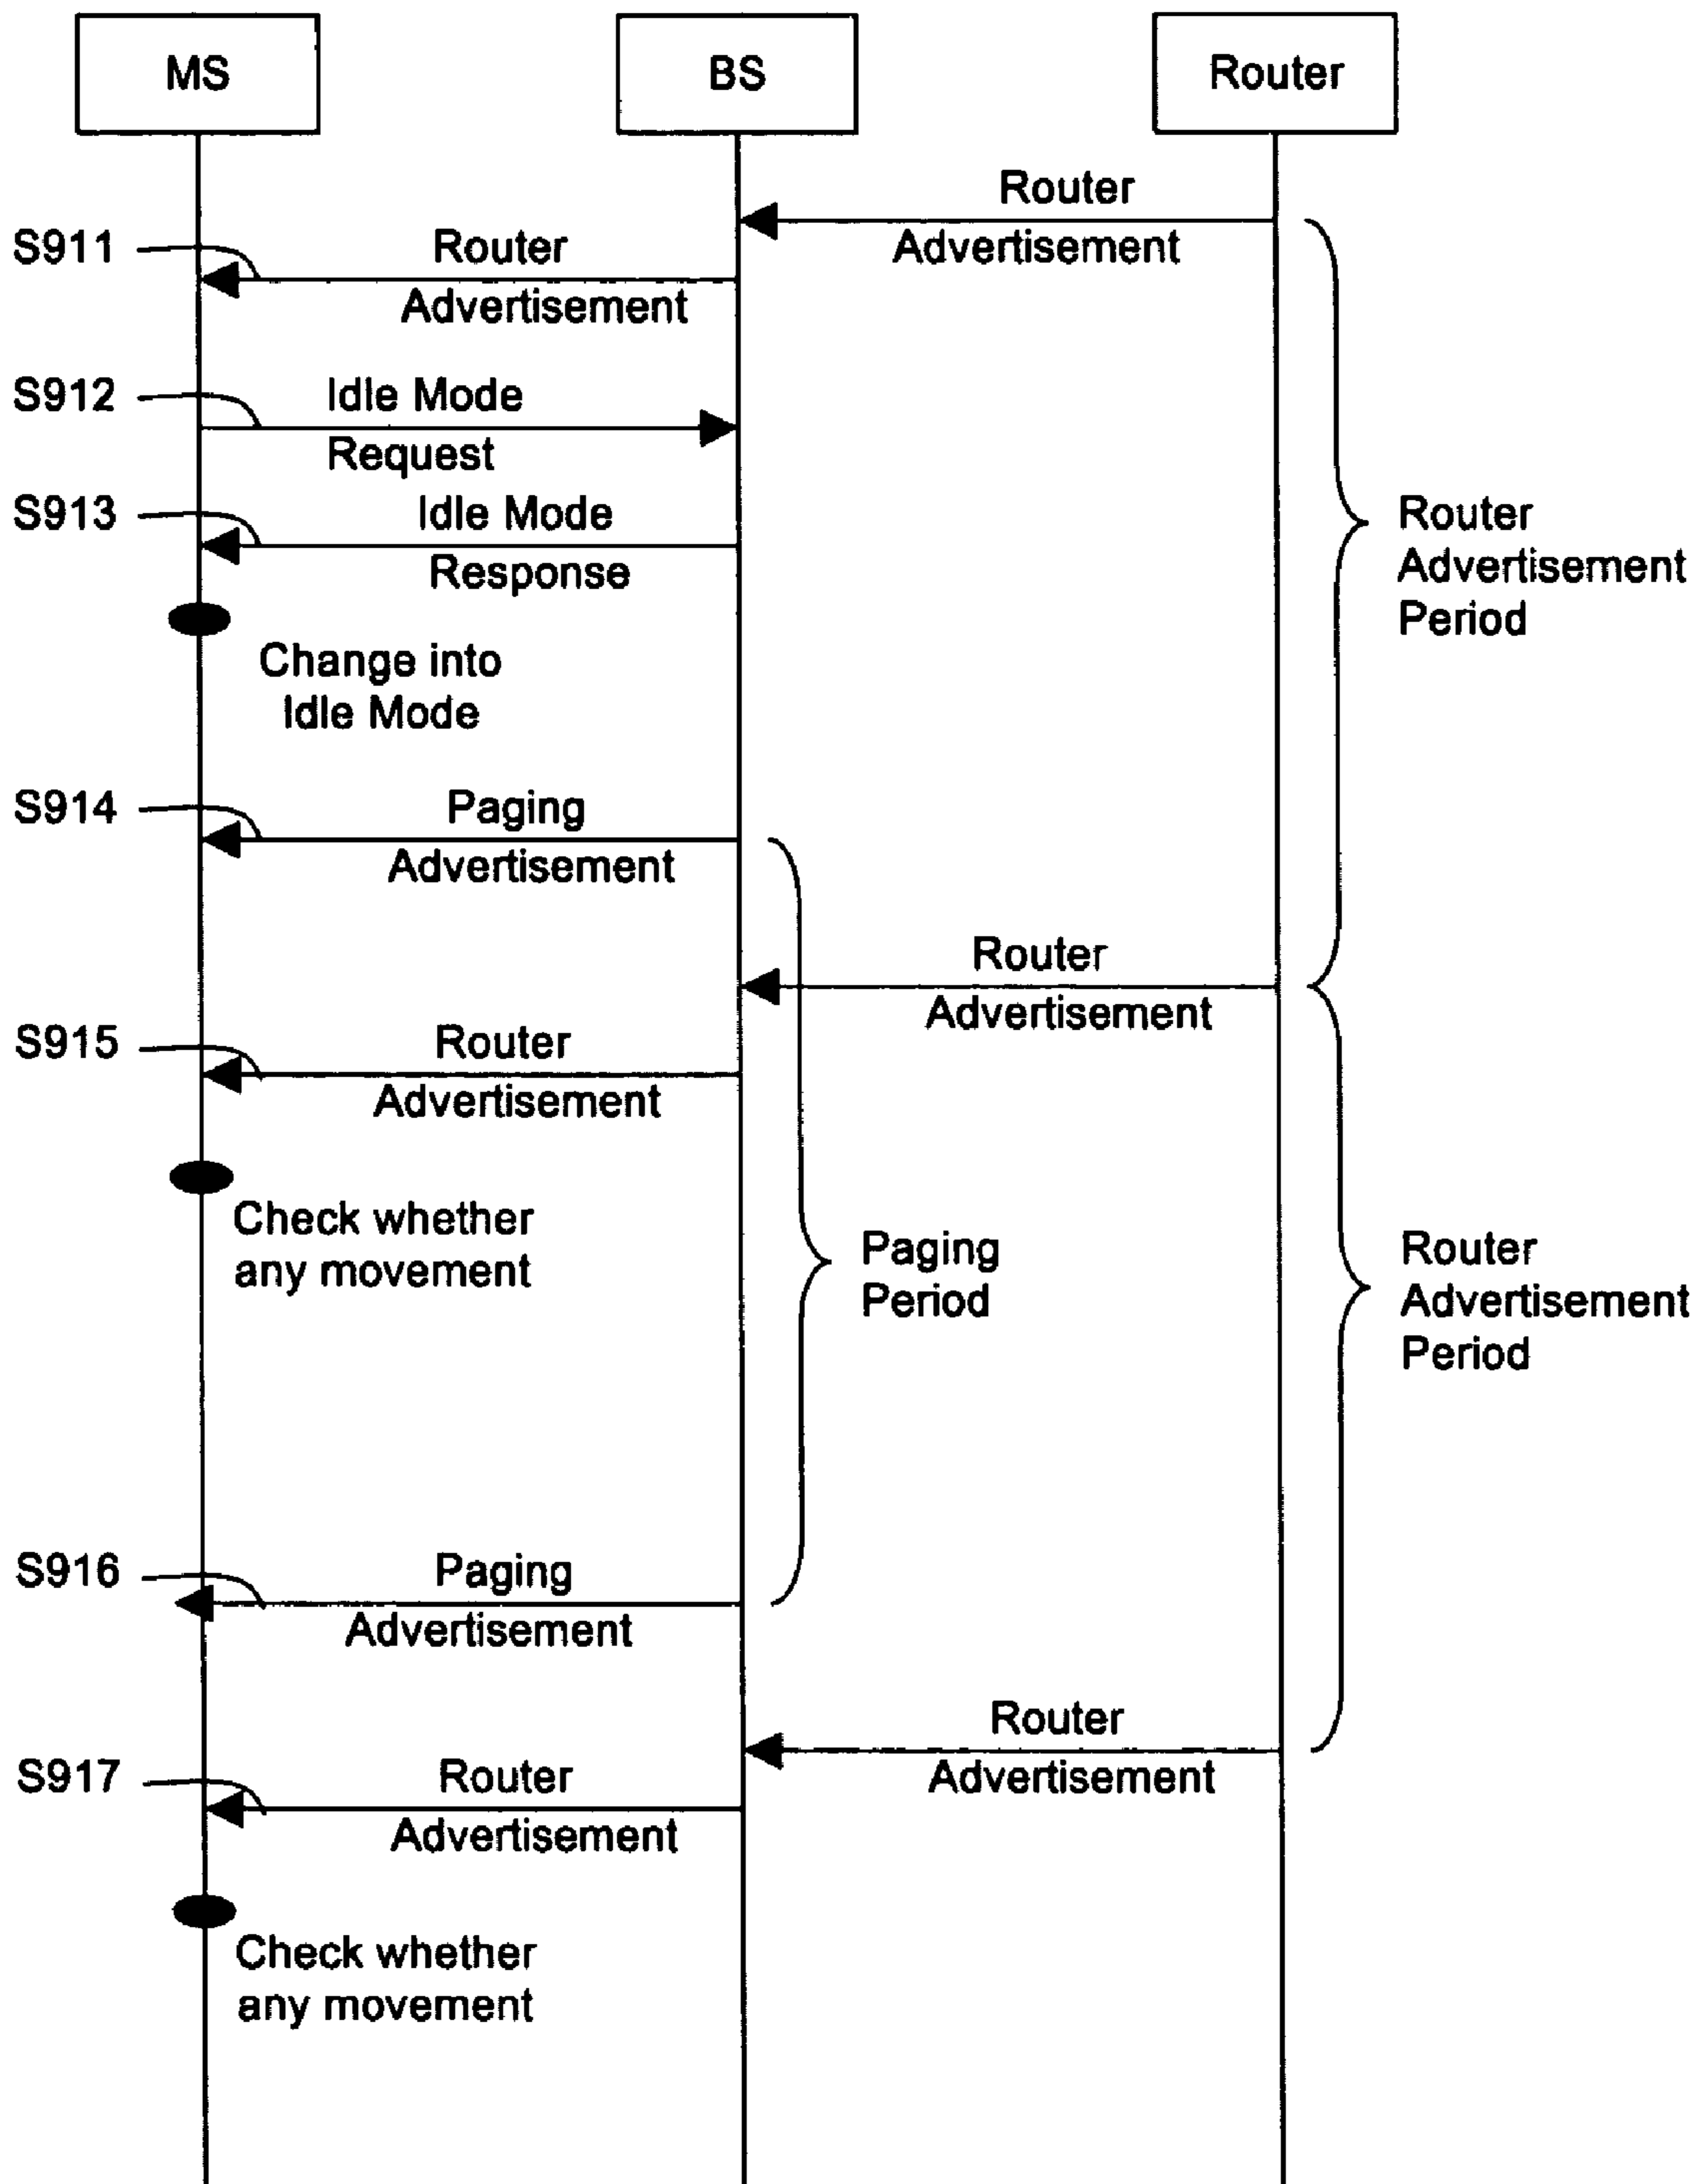 MS
BS
Router
Router
Advertisement
S911
Router
Advertisement
S912
Idle Mode
Request
S913
Idle Mode
Response
Router
Advertisement
Period
Change into
Idle Mode
S914
Paging
Advertisement
Router
Advertisement
S915
Router
Advertisement
Check whether
any movement
Paging
Period
Router
Advertisement
Period
S916
Paging
Advertisement
Router
Advertisement
S917
Router
Advertisement
Check whether
any movement